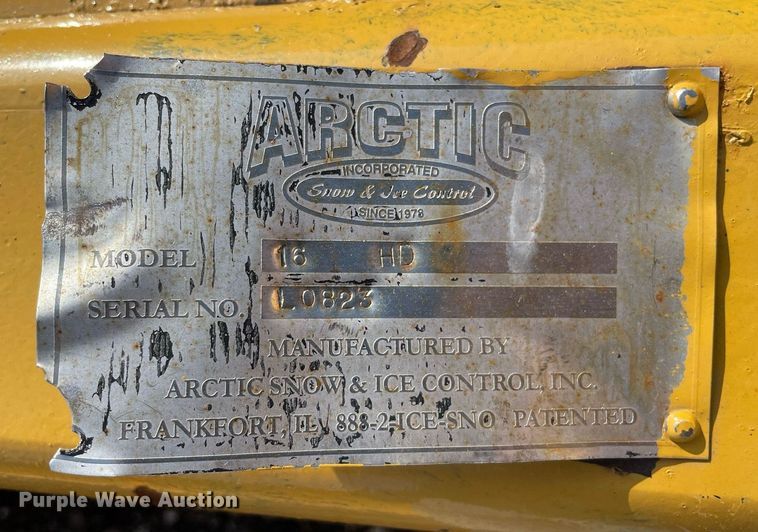 ARCTIC
INCORPORATED
Snow & Ice Control
SINCE 1978
MODEL 16 HD
SERIAL NO. L0823
MANUFACTURED BY
ARCTIC SNOW & ICE CONTROL, INC.
FRANKFORT, IL 888-2-ICE-SNO PATENTED
Purple Wave Auction